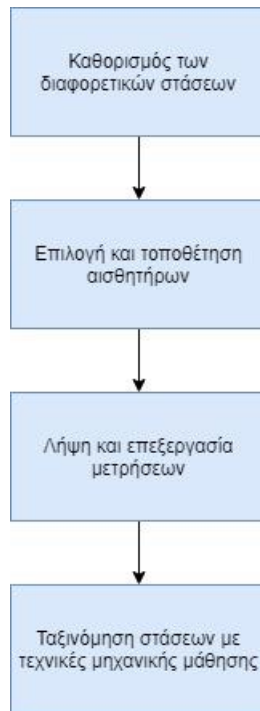 Καθορισμός των
διαφορετικών στάσεων
Επιλογή και τοποθέτηση
αισθητήρων
Λήψη και επεξεργασία
μετρήσεων
Ταξινόμηση στάσεων με
τεχνικές μηχανικής μάθησης